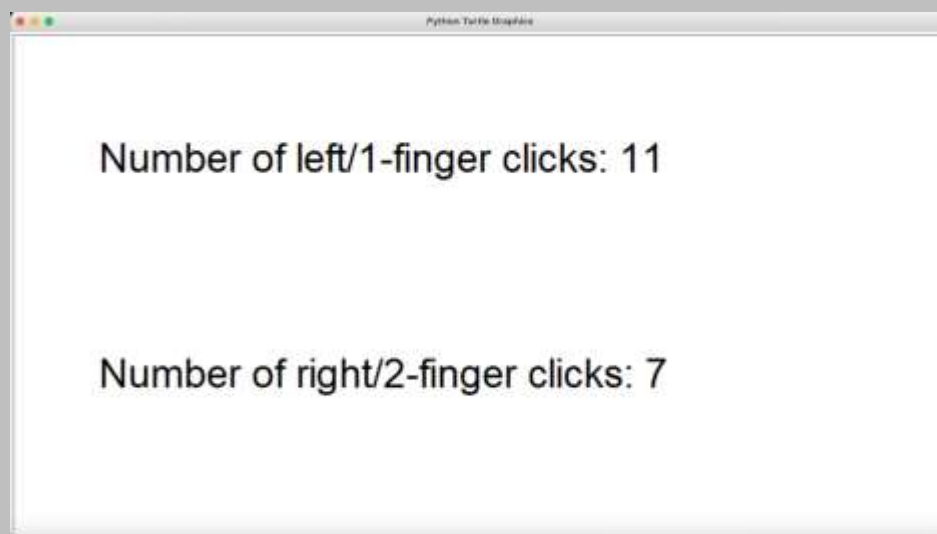 Python Turtle Graphics
Number of left/1-finger clicks: 11
Number of right/2-finger clicks: 7